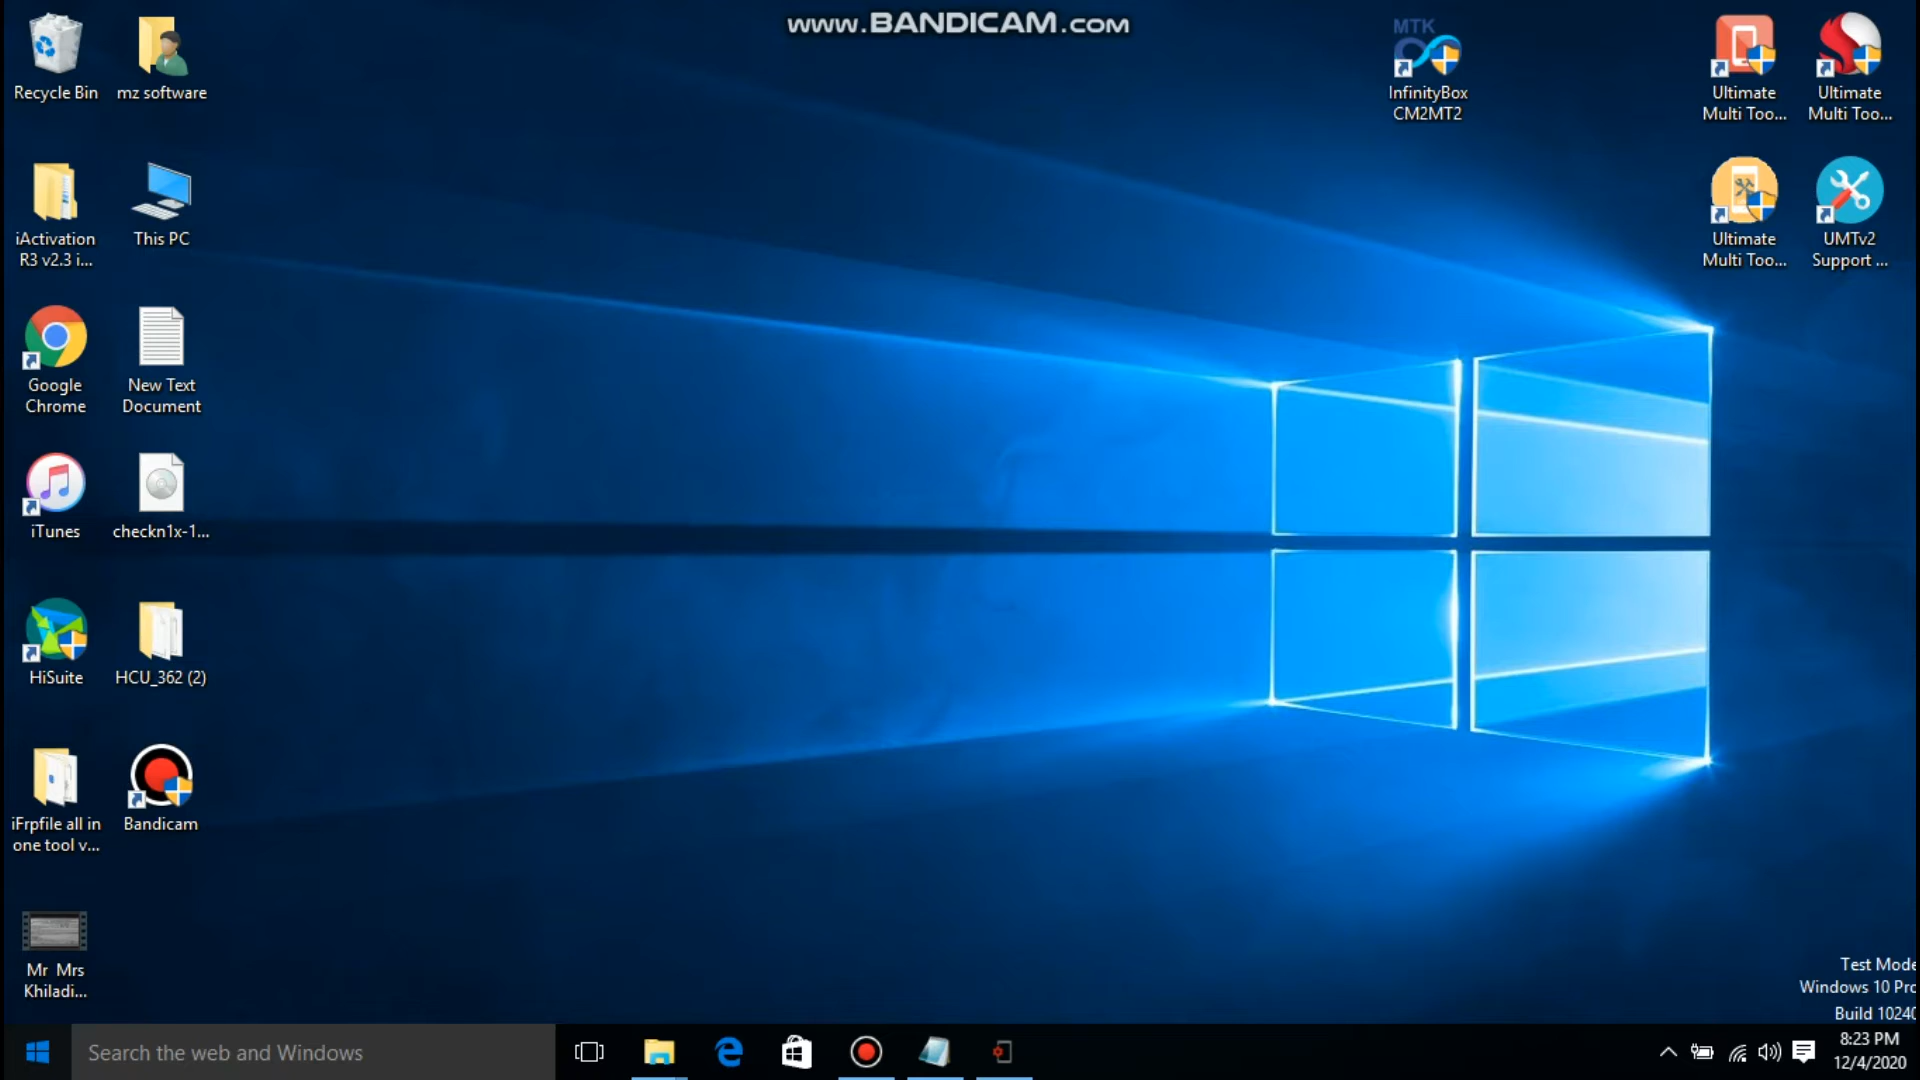 www.BANDICAM.com
Recycle Bin
mz software
MTK
InfinityBox
CM2MT2
Ultimate
Multi Too...
Ultimate
Multi Too...
iActivation
R3 v2.3 i...
This PC
Ultimate
Multi Too...
UMTv2
Support ...
Google
Chrome
New Text
Document
iTunes
checkn1x-1...
HiSuite
HCU_362 (2)
iFrpfile all in
one tool v...
Bandicam
Mr Mrs
Khiladi...
Test Mode
Windows 10 Pro
Build 10240
Search the web and Windows
8:23 PM
12/4/2020